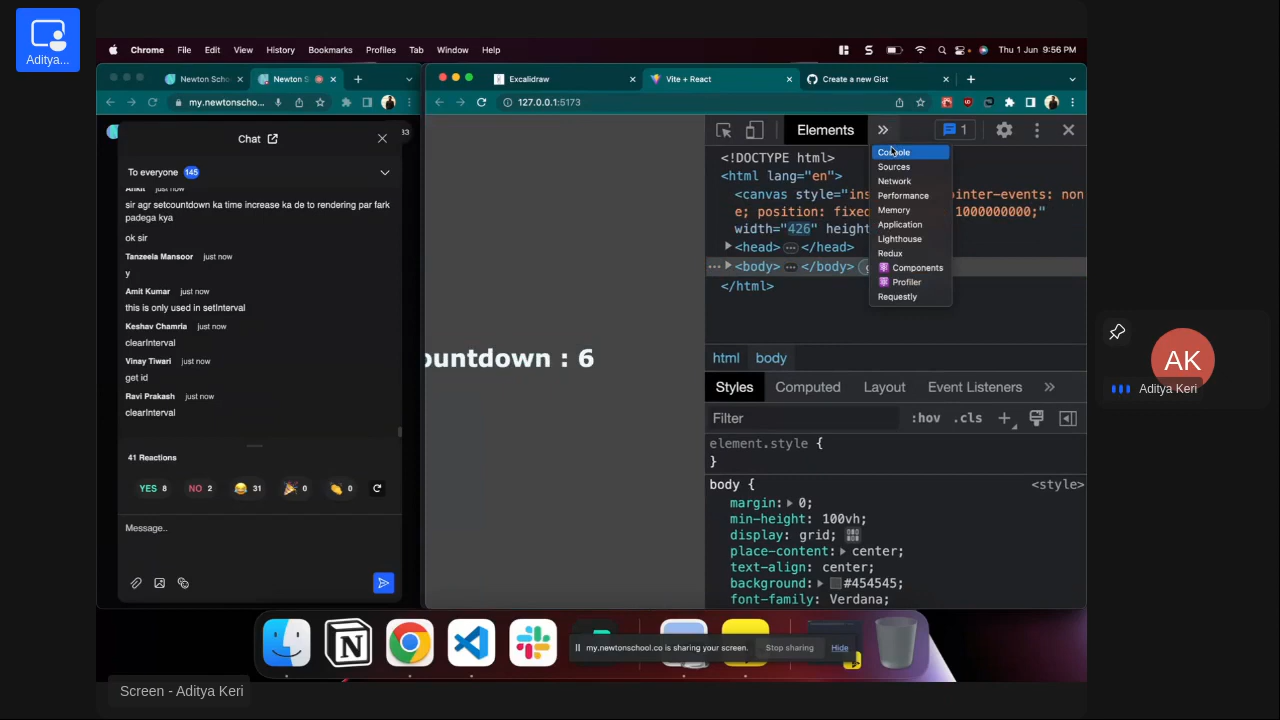 Aditya...
Chrome File Edit View History Bookmarks Profiles Tab Window Help
Thu 1 Jun 9:56 PM
Newton Scho
Newton S
Excalidraw
Vite + React
Create a new Gist
my.newtonscho...
127.0.0.1:5173
Chat
To everyone 145
Ankit just now
sir agr setcountdown ka time increase ka de to rendering par fark
padega kya
ok sir
Tanzeela Mansoor just now
y
Amit Kumar just now
this is only used in setInterval
Keshav Chamria just now
clearInterval
Vinay Tiwari just now
get id
Ravi Prakash just now
clearInterval
41 Reactions
YES 8 NO 2 31 0 0
Message..
ountdown : 6
Elements
1
Console
Sources
Network
Performance
Memory
Application
Lighthouse
Redux
Components
Profiler
Requestly
<!DOCTYPE html>
<html lang="en">
<canvas style="ins pointer-events: non
e; position: fixed 1000000000;"
width="426" height
<head> </head>
<body> </body>
</html>
html body
Styles Computed Layout Event Listeners
Filter :hov .cls
element.style {
}
body { <style>
margin: 0;
min-height: 100vh;
display: grid;
place-content: center;
text-align: center;
background: #454545;
font-family: Verdana;
my.newtonschool.co is sharing your screen. Stop sharing Hide
Screen - Aditya Keri
AK
Aditya Keri